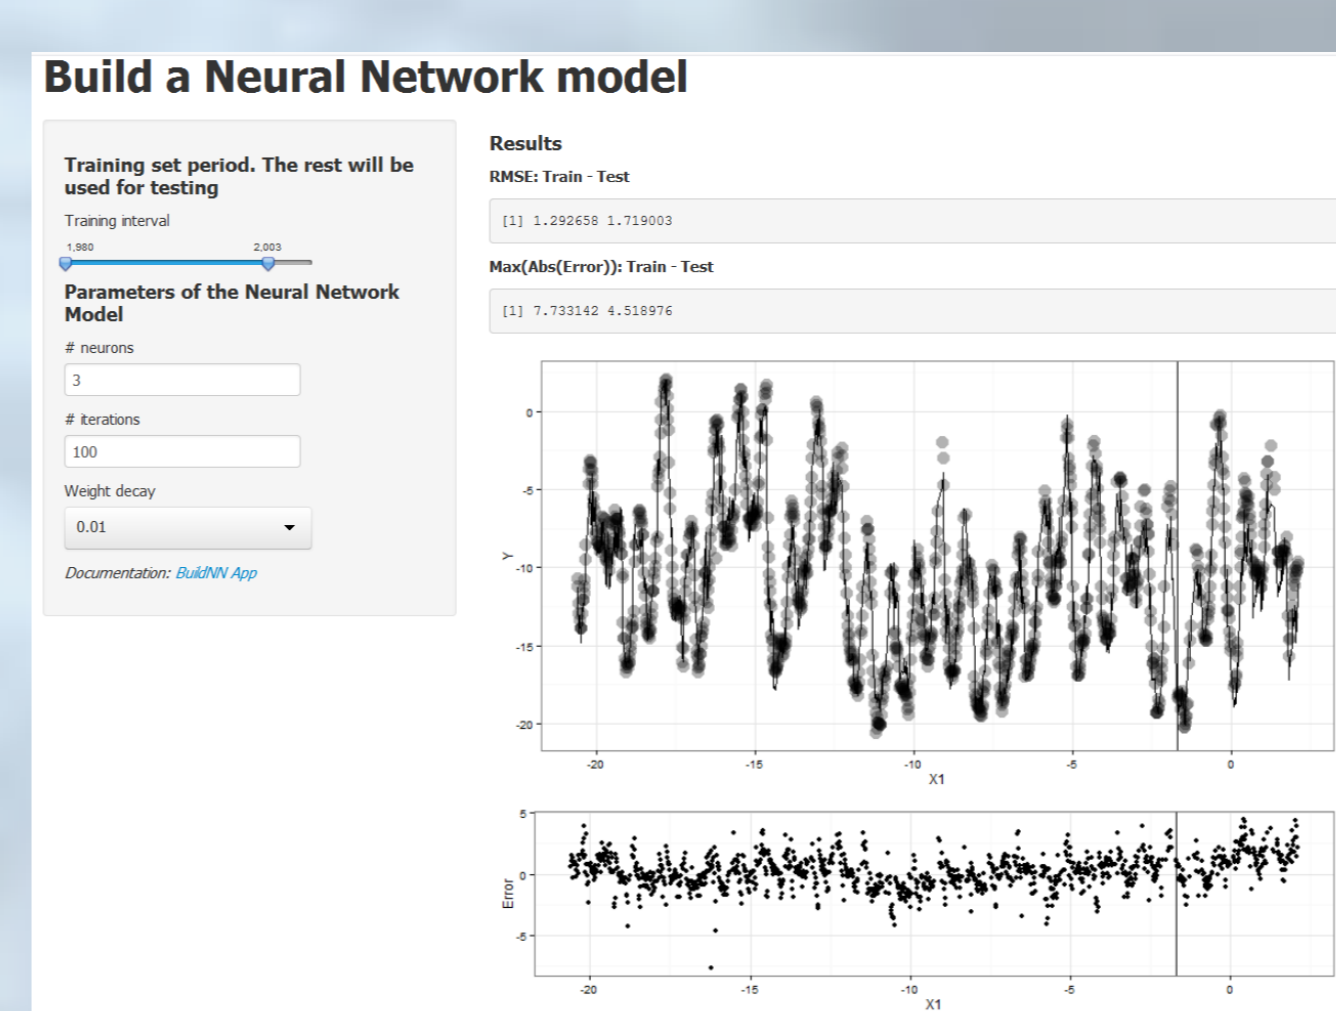 Build a Neural Network model
Training set period. The rest will be
used for testing
Training interval
1,980 2,003
Parameters of the Neural Network
Model
# neurons
3
# iterations
100
Weight decay
0.01
Documentation: BuildNN App
Results
RMSE: Train - Test
[1] 1.292658 1.719003
Max(Abs(Error)): Train - Test
[1] 7.733142 4.518976
0
-5
-10
-15
-20
Y
-20 -15 -10 -5 0
X1
5
0
-5
Error
-20 -15 -10 -5 0
X1